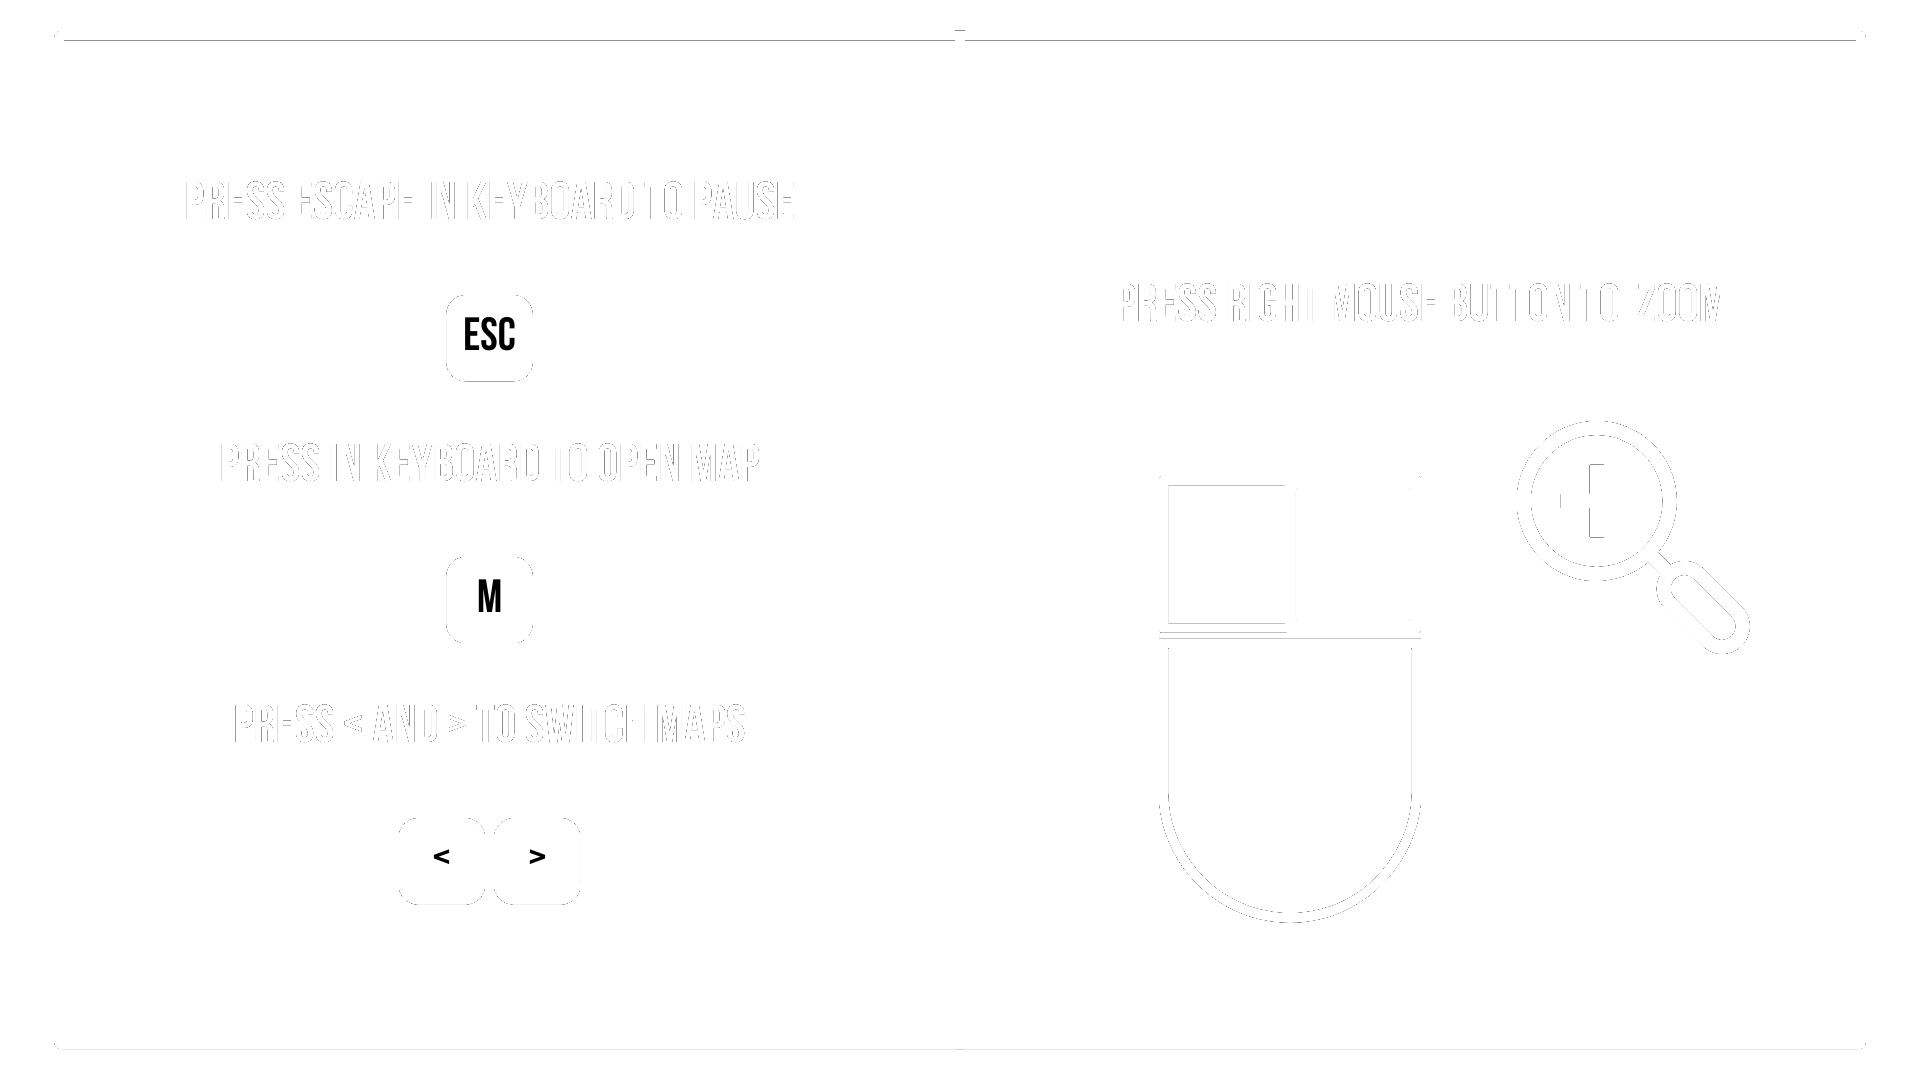 PRESS ESCAPE IN KEYBOARD TO PAUSE
ESC
PRESS IN KEYBOARD TO OPEN MAP
M
PRESS < AND > TO SWITCH MAPS
< >
PRESS RIGHT MOUSE BUTTON TO ZOOM